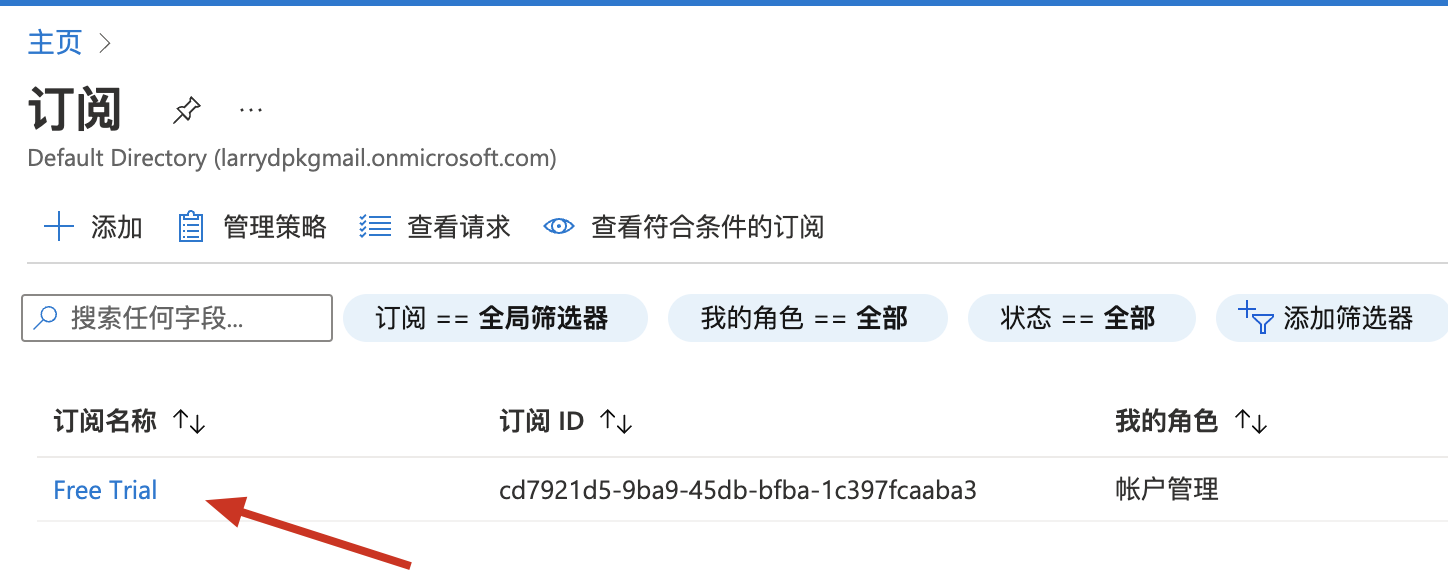 主页 >
订阅 ...
Default Directory (larrydpkgmail.onmicrosoft.com)
添加 管理策略 查看请求 查看符合条件的订阅
搜索任何字段... 订阅 == 全局筛选器 我的角色 == 全部 状态 == 全部 添加筛选器
订阅名称 ↑↓ 订阅 ID ↑↓ 我的角色 ↑↓
Free Trial cd7921d5-9ba9-45db-bfba-1c397fcaaba3 帐户管理